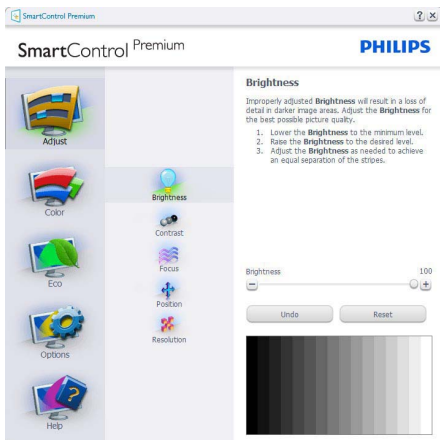 SmartControl Premium
? x
SmartControl Premium
PHILIPS
Adjust
Color
Eco
Options
Help
Brightness
Contrast
Focus
Position
Resolution
Brightness
Improperly adjusted Brightness will result in a loss of
detail in darker image areas. Adjust the Brightness for
the best possible picture quality.
1. Lower the Brightness to the minimum level.
2. Raise the Brightness to the desired level.
3. Adjust the Brightness as needed to achieve
an equal separation of the stripes.
Brightness 100
Undo Reset